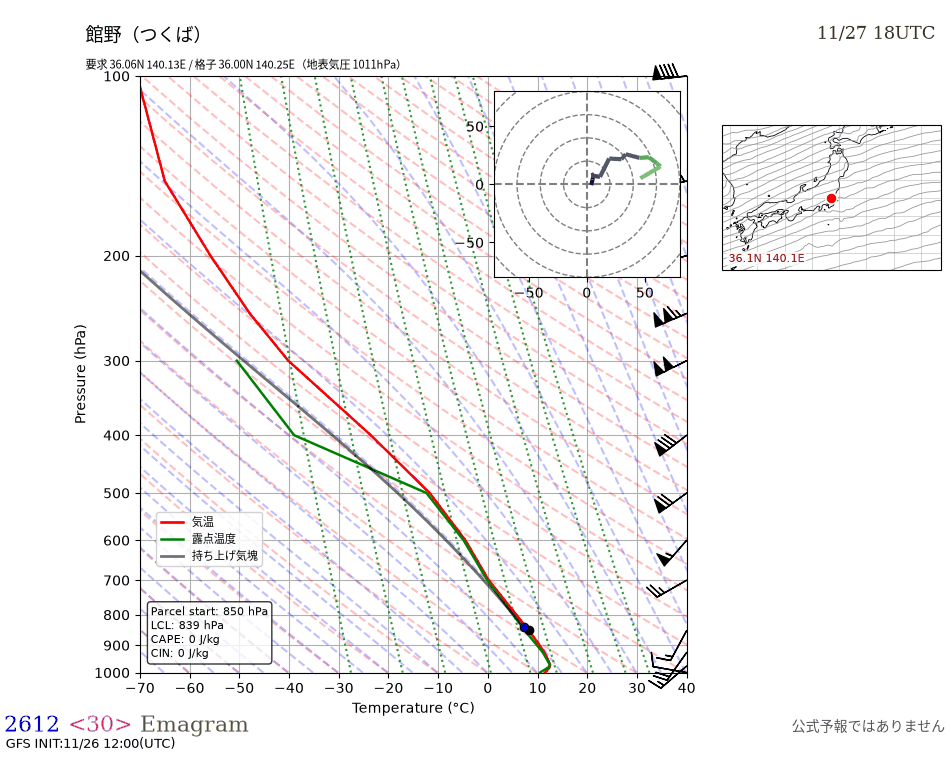 館野（つくば）
11/27 18UTC
要求 36.06N 140.13E / 格子 36.00N 140.25E（地表気圧 1011hPa）
100
200
300
400
500
600
700
800
900
1000
Pressure (hPa)
50
0
−50
−50
0
50
36.1N 140.1E
気温
露点温度
持ち上げ気塊
Parcel start: 850 hPa
LCL: 839 hPa
CAPE: 0 J/kg
CIN: 0 J/kg
−70
−60
−50
−40
−30
−20
−10
0
10
20
30
40
Temperature (°C)
2612 <30> Emagram
公式予報ではありません
GFS INIT:11/26 12:00(UTC)